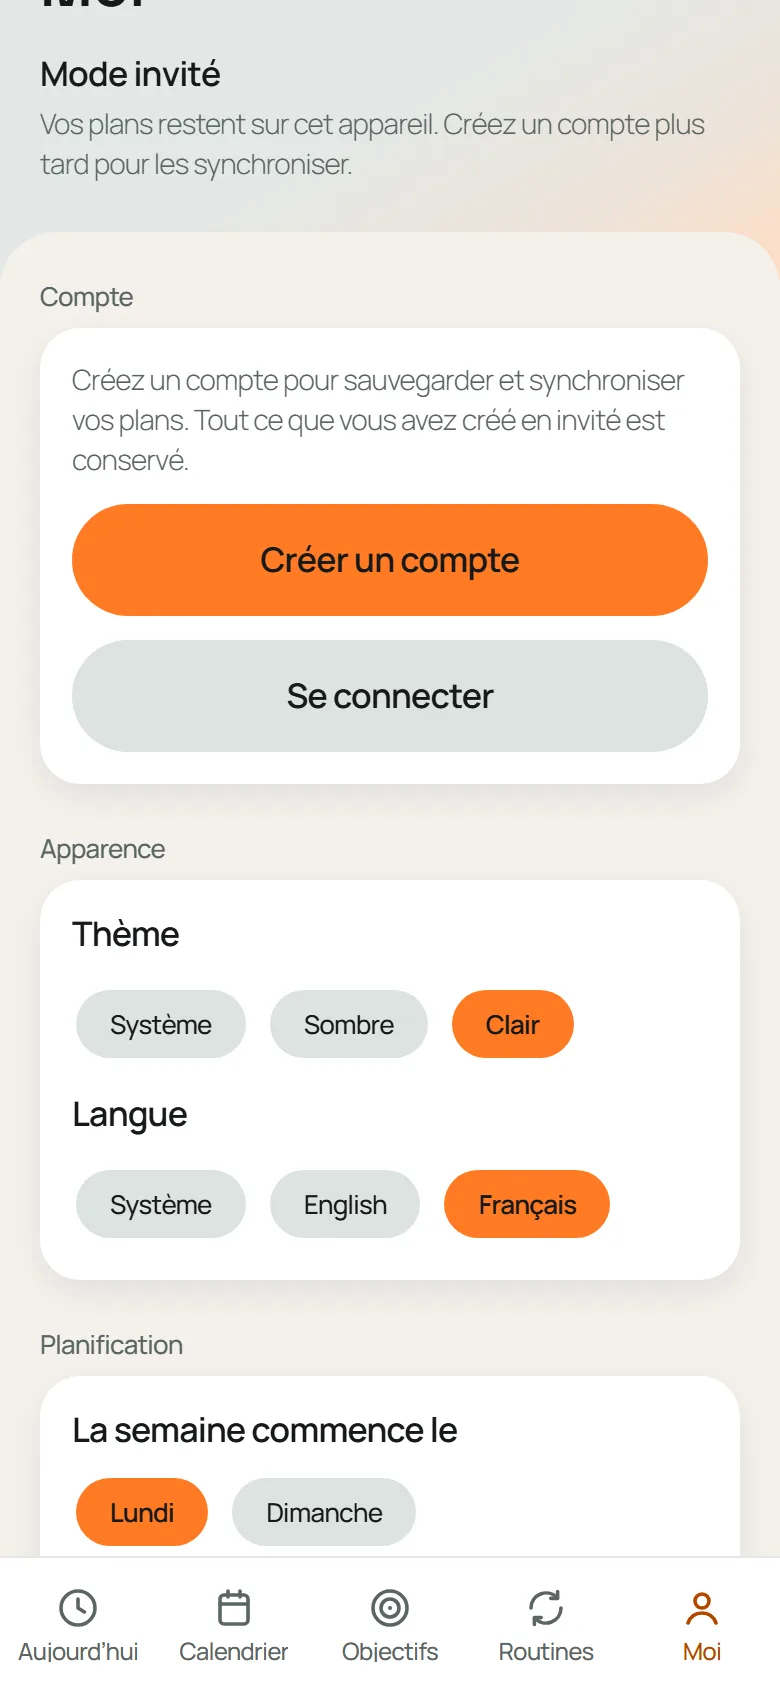 Moi
Mode invité
Vos plans restent sur cet appareil. Créez un compte plus
tard pour les synchroniser.
Compte
Créez un compte pour sauvegarder et synchroniser
vos plans. Tout ce que vous avez créé en invité est
conservé.
Créer un compte
Se connecter
Apparence
Thème
Système Sombre Clair
Langue
Système English Français
Planification
La semaine commence le
Lundi Dimanche
Aujourd’hui Calendrier Objectifs Routines Moi